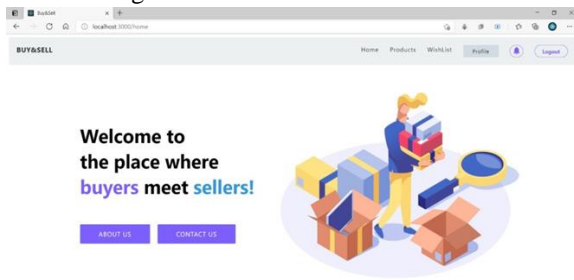 Buy&Sell
localhost:3000/home
BUY&SELL
Home Products WishList Profile Logout
Welcome to
the place where
buyers meet sellers!
ABOUT US CONTACT US